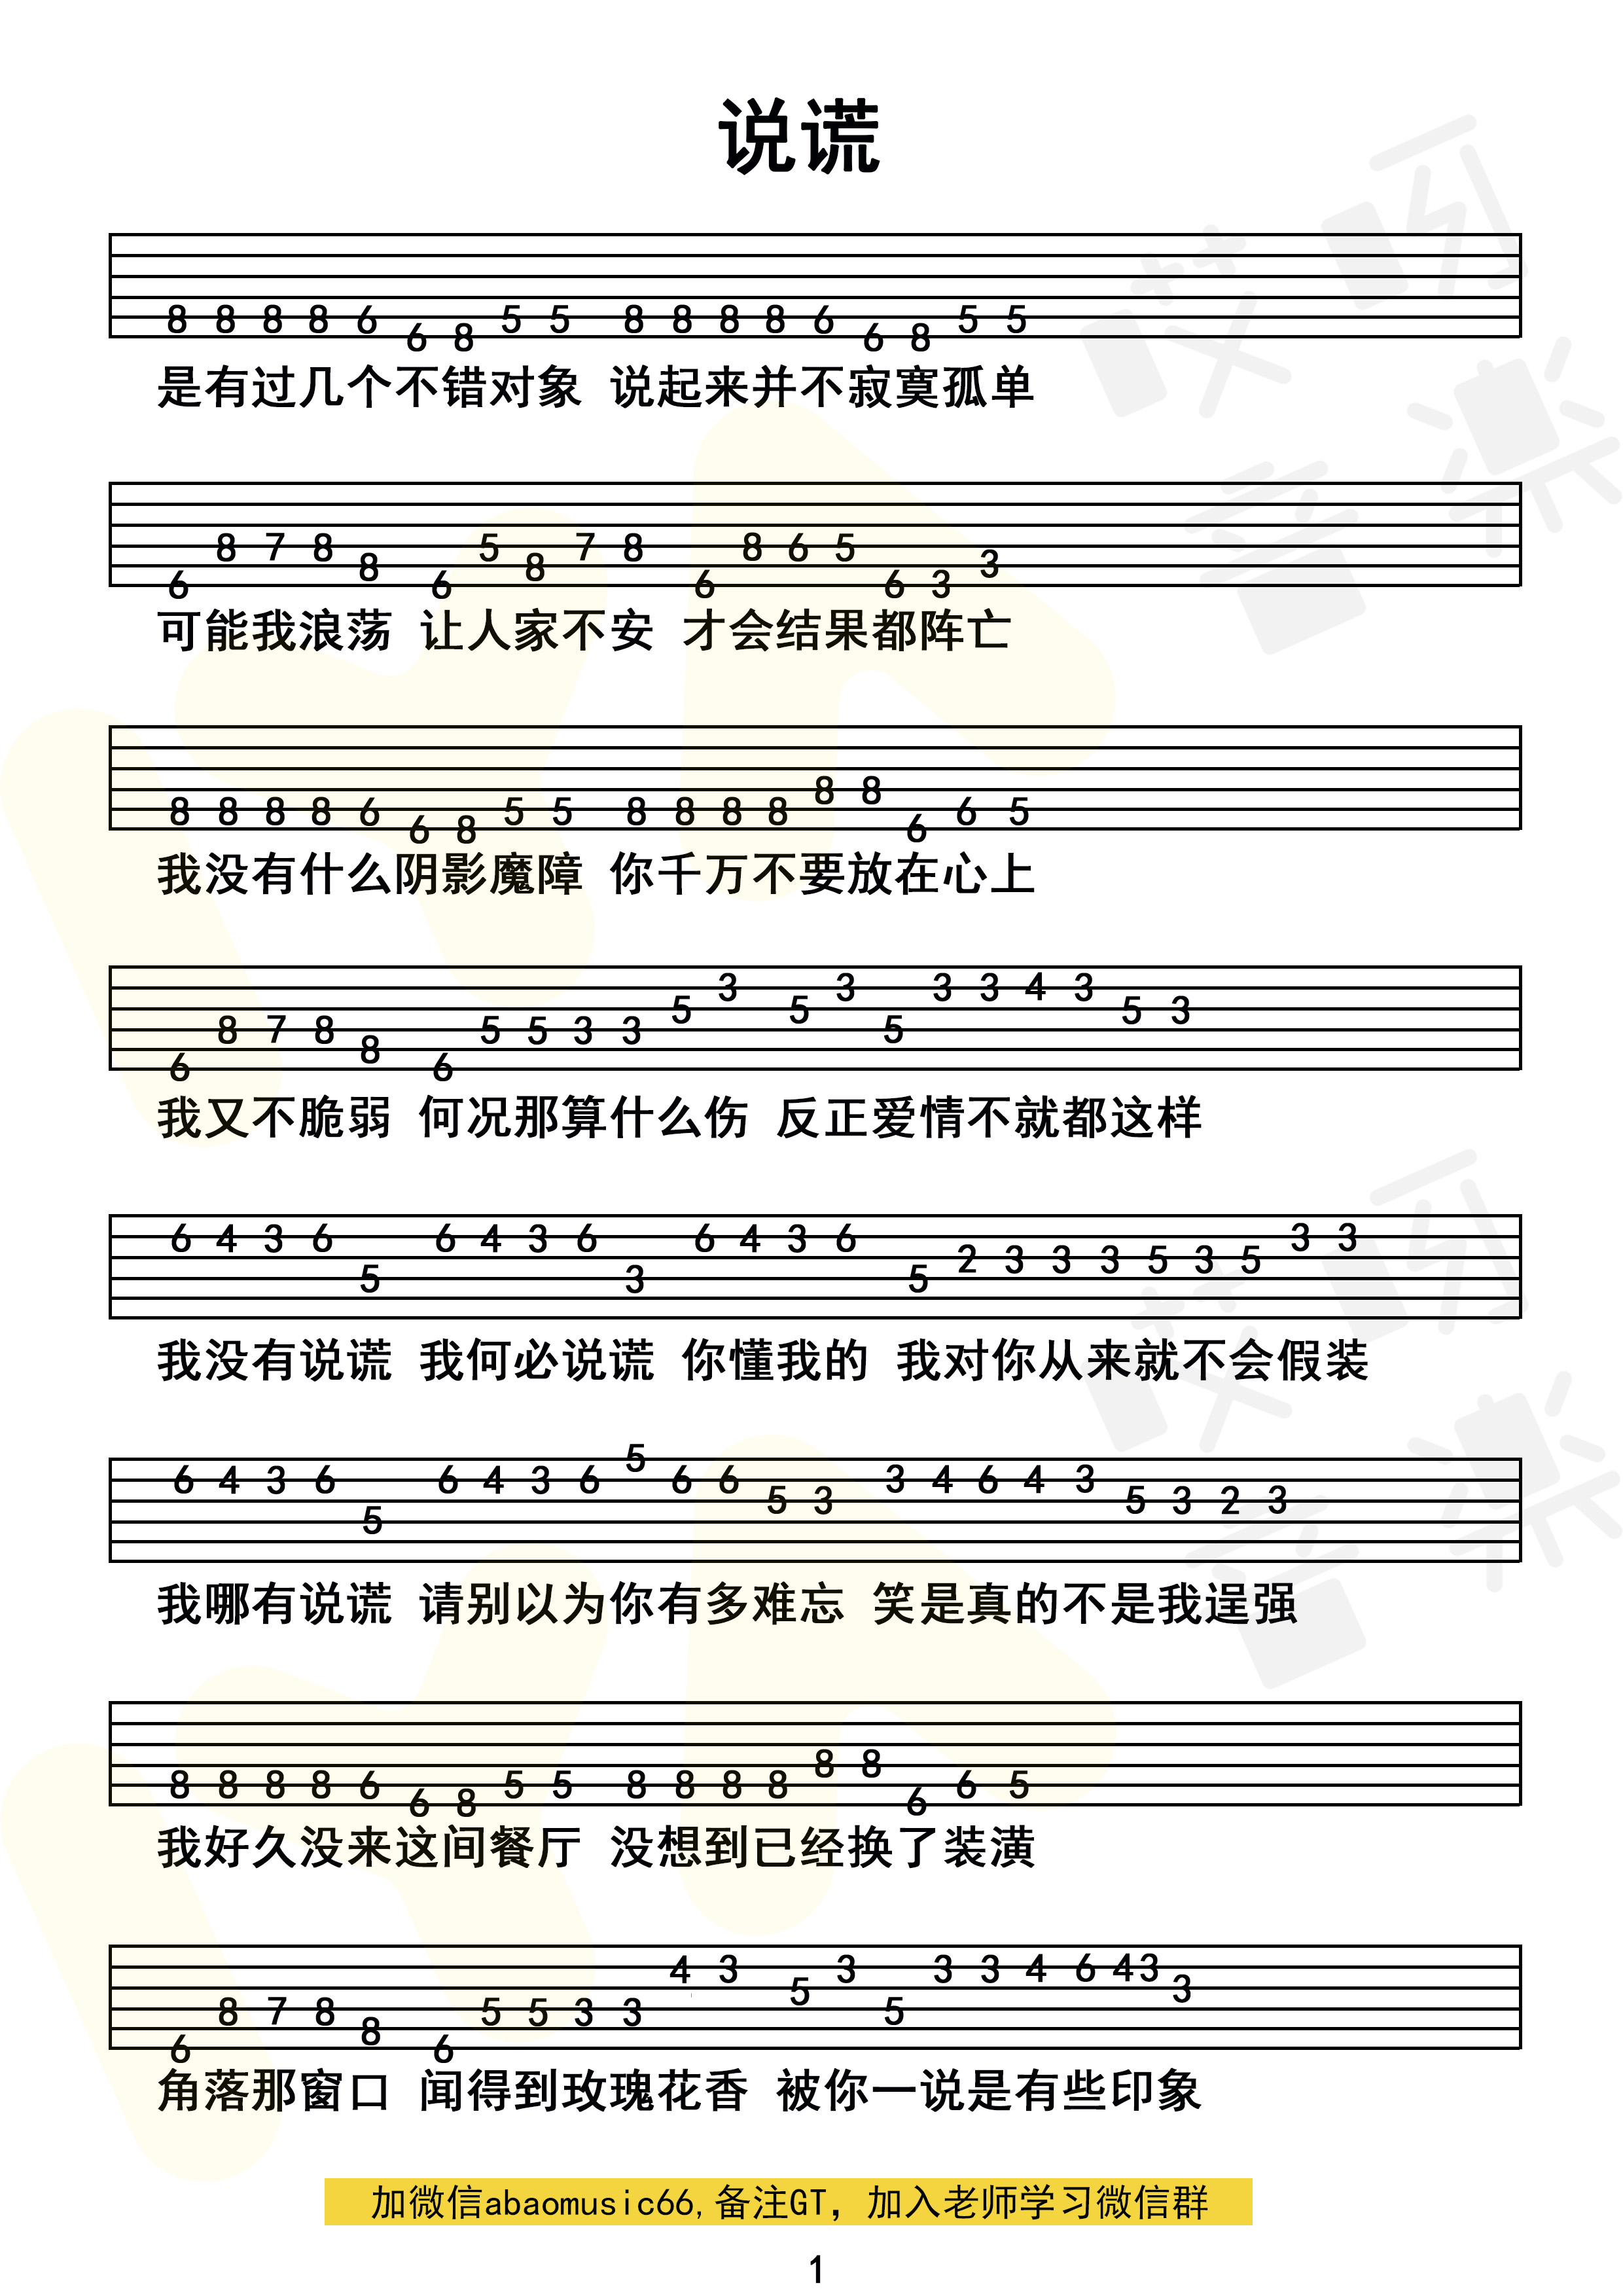 说谎
8 8 8 8 6 6 8 5 5 8 8 8 8 6 6 8 5 5
是有过几个不错对象 说起来并不寂寞孤单
6 8 7 8 8 6 5 8 7 8 6 8 6 5 6 3 3
可能我浪荡 让人家不安 才会结果都阵亡
8 8 8 8 6 6 8 5 5 8 8 8 8 8 8 6 6 5
我没有什么阴影魔障 你千万不要放在心上
6 8 7 8 8 6 5 5 3 3 5 3 5 3 5 3 3 4 3 5 3
我又不脆弱 何况那算什么伤 反正爱情不就都这样
6 4 3 6 5 6 4 3 6 3 6 4 3 6 5 2 3 3 3 5 3 5 3 3
我没有说谎 我何必说谎 你懂我的 我对你从来就不会假装
6 4 3 6 5 6 4 3 6 5 6 6 5 3 3 4 6 4 3 5 3 2 3
我哪有说谎 请别以为你有多难忘 笑是真的不是我逞强
8 8 8 8 6 6 8 5 5 8 8 8 8 8 8 6 6 5
我好久没来这间餐厅 没想到已经换了装潢
6 8 7 8 8 6 5 5 3 3 4 3 5 3 5 3 3 4 6 4 3 3
角落那窗口 闻得到玫瑰花香 被你一说是有些印象
加微信abaomusic66,备注GT，加入老师学习微信群
1